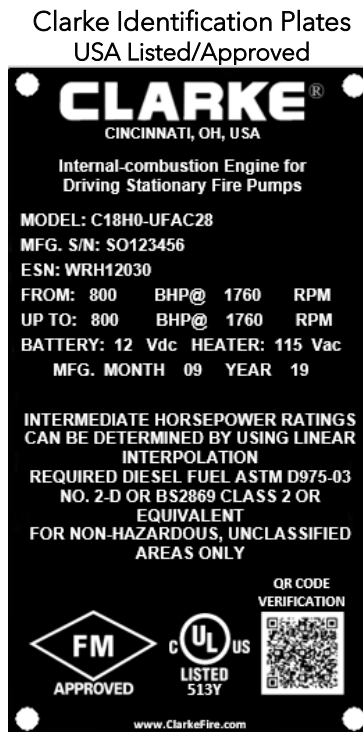 Clarke Identification Plates
USA Listed/Approved
CLARKE®
CINCINNATI, OH, USA
Internal-combustion Engine for
Driving Stationary Fire Pumps
MODEL: C18H0-UFAC28
MFG. S/N: SO123456
ESN: WRH12030
FROM: 800 BHP@ 1760 RPM
UP TO: 800 BHP@ 1760 RPM
BATTERY: 12 Vdc HEATER: 115 Vac
MFG. MONTH 09 YEAR 19
INTERMEDIATE HORSEPOWER RATINGS
CAN BE DETERMINED BY USING LINEAR
INTERPOLATION
REQUIRED DIESEL FUEL ASTM D975-03
NO. 2-D OR BS2869 CLASS 2 OR
EQUIVALENT
FOR NON-HAZARDOUS, UNCLASSIFIED
AREAS ONLY
QR CODE
VERIFICATION
FM
APPROVED
C UL US
LISTED
513Y
www.ClarkeFire.com